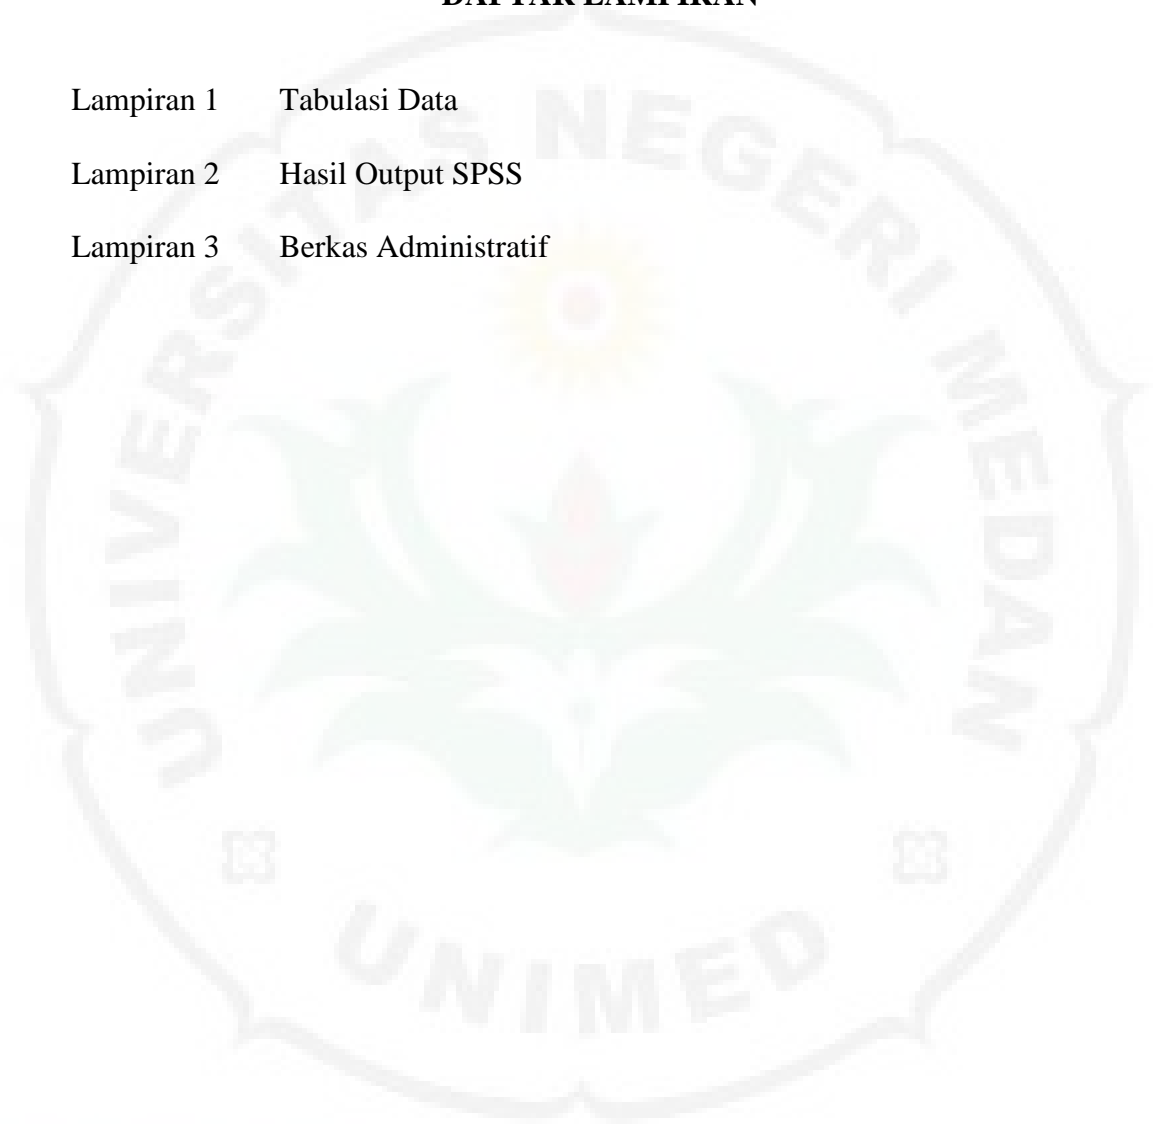 DAFTAR LAMPIRAN
Lampiran 1 Tabulasi Data
Lampiran 2 Hasil Output SPSS
Lampiran 3 Berkas Administratif
UNIVERSITAS NEGERI MEDAN
UNIMED